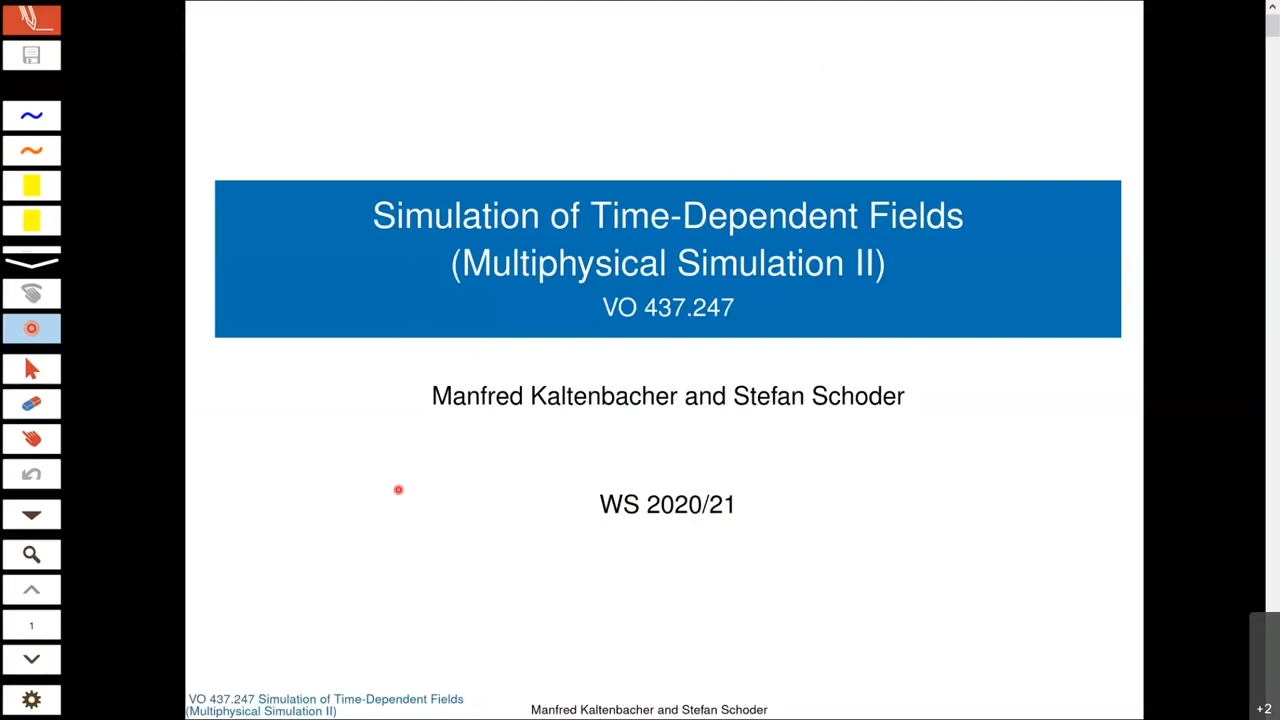 Simulation of Time-Dependent Fields
(Multiphysical Simulation II)
VO 437.247
Manfred Kaltenbacher and Stefan Schoder
WS 2020/21
1
VO 437.247 Simulation of Time-Dependent Fields
(Multiphysical Simulation II)
Manfred Kaltenbacher and Stefan Schoder
+2